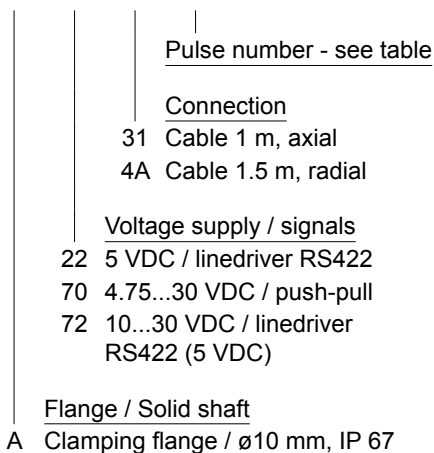 Pulse number - see table
Connection
31 Cable 1 m, axial
4A Cable 1.5 m, radial
Voltage supply / signals
22 5 VDC / linedriver RS422
70 4.75...30 VDC / push-pull
72 10...30 VDC / linedriver
RS422 (5 VDC)
Flange / Solid shaft
A Clamping flange / ø10 mm, IP 67